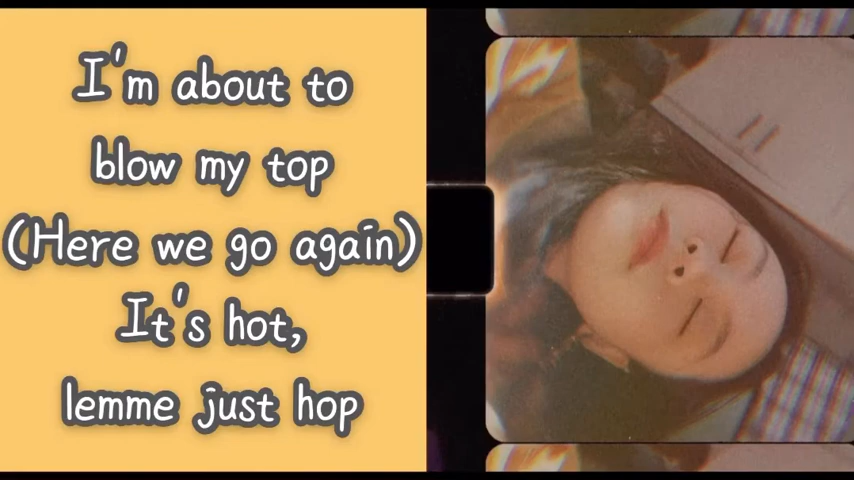 I'm about to
blow my top
(Here we go again)
It's hot,
lemme just hop